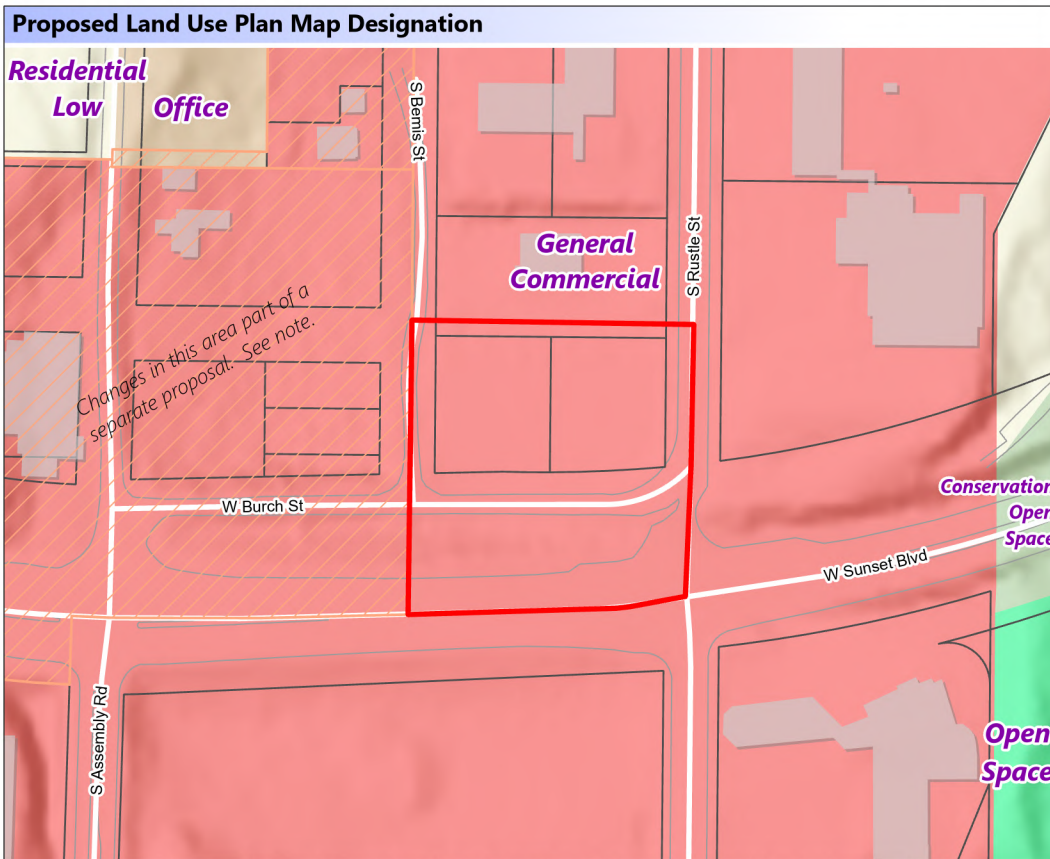 Proposed Land Use Plan Map Designation
Residential
Low
Office
S Bemis St
S Rustle St
General
Commercial
Changes in this area part of a
separate proposal. See note.
W Burch St
Conservation
Open
Space
W Sunset Blvd
S Assembly Rd
Open
Space